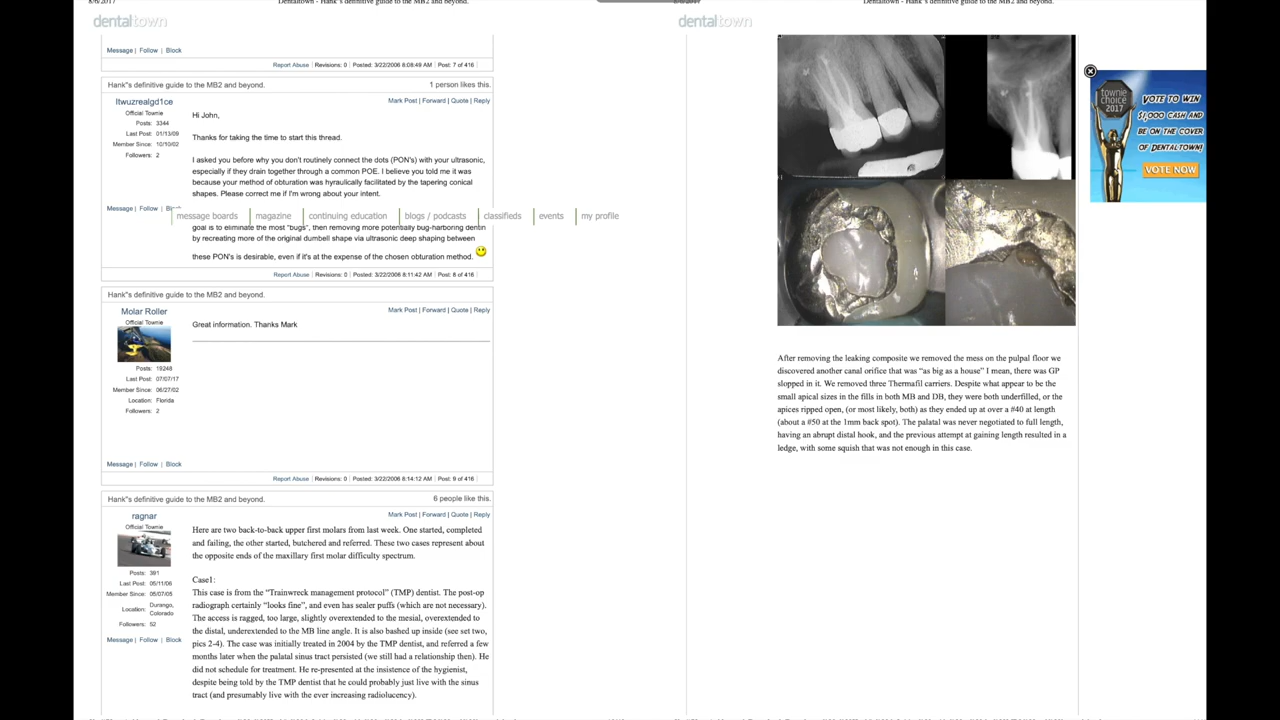 8/6/2017
Dentaltown - Hank"s definitive guide to the MB2 and beyond.
dentaltown
Message | Follow | Block
Report Abuse | Revisions: 0 | Posted: 3/22/2006 8:08:49 AM | Post: 7 of 416 |
Hank"s definitive guide to the MB2 and beyond.
1 person likes this.
Itwuzrealgd1ce
Mark Post | Forward | Quote | Reply
Official Townie
Posts: 3344
Last Post: 01/13/09
Member Since: 10/10/02
Followers: 2
Hi John,
Thanks for taking the time to start this thread.
I asked you before why you don't routinely connect the dots (PON's) with your ultrasonic,
especially if they drain together through a common POE. I believe you told me it was
because your method of obturation was hyraulically facilitated by the tapering conical
shapes. Please correct me if I'm wrong about your intent.
Message | Follow | Block
message boards | magazine | continuing education | blogs / podcasts | classifieds | events | my profile
goal is to eliminate the most "bugs", then removing more potentially bug-harboring dentin
by recreating more of the original dumbell shape via ultrasonic deep shaping between
these PON's is desirable, even if it's at the expense of the chosen obturation method.
Report Abuse | Revisions: 0 | Posted: 3/22/2006 8:11:42 AM | Post: 8 of 416 |
Hank"s definitive guide to the MB2 and beyond.
Molar Roller
Mark Post | Forward | Quote | Reply
Official Townie
Great information. Thanks Mark
Posts: 19248
Last Post: 07/07/17
Member Since: 06/27/02
Location: Florida
Followers: 2
Message | Follow | Block
Report Abuse | Revisions: 0 | Posted: 3/22/2006 8:14:12 AM | Post: 9 of 416 |
Hank"s definitive guide to the MB2 and beyond.
6 people like this.
ragnar
Mark Post | Forward | Quote | Reply
Official Townie
Posts: 391
Last Post: 05/11/06
Member Since: 05/07/05
Location: Durango,
Colorado
Followers: 52
Message | Follow | Block
Here are two back-to-back upper first molars from last week. One started, completed
and failing, the other started, butchered and referred. These two cases represent about
the opposite ends of the maxillary first molar difficulty spectrum.
Case1:
This case is from the “Trainwreck management protocol” (TMP) dentist. The post-op
radiograph certainly “looks fine”, and even has sealer puffs (which are not necessary).
The access is ragged, too large, slightly overextended to the mesial, overextended to
the distal, underextended to the MB line angle. It is also bashed up inside (see set two,
pics 2-4). The case was initially treated in 2004 by the TMP dentist, and referred a few
months later when the palatal sinus tract persisted (we still had a relationship then). He
did not schedule for treatment. He re-presented at the insistence of the hygienist,
despite being told by the TMP dentist that he could probably just live with the sinus
tract (and presumably live with the ever increasing radiolucency).
8/6/2017
Dentaltown - Hank"s definitive guide to the MB2 and beyond.
dentaltown
townie
choice
2017
VOTE TO WIN
$1,000 CASH AND
BE ON THE COVER
OF DENTALTOWN!
VOTE NOW
After removing the leaking composite we removed the mess on the pulpal floor we
discovered another canal orifice that was “as big as a house” I mean, there was GP
slopped in it. We removed three Thermafil carriers. Despite what appear to be the
small apical sizes in the fills in both MB and DB, they were both underfilled, or the
apices ripped open, (or most likely, both) as they ended up at over a #40 at length
(about a #50 at the 1mm back spot). The palatal was never negotiated to full length,
having an abrupt distal hook, and the previous attempt at gaining length resulted in a
ledge, with some squish that was not enough in this case.